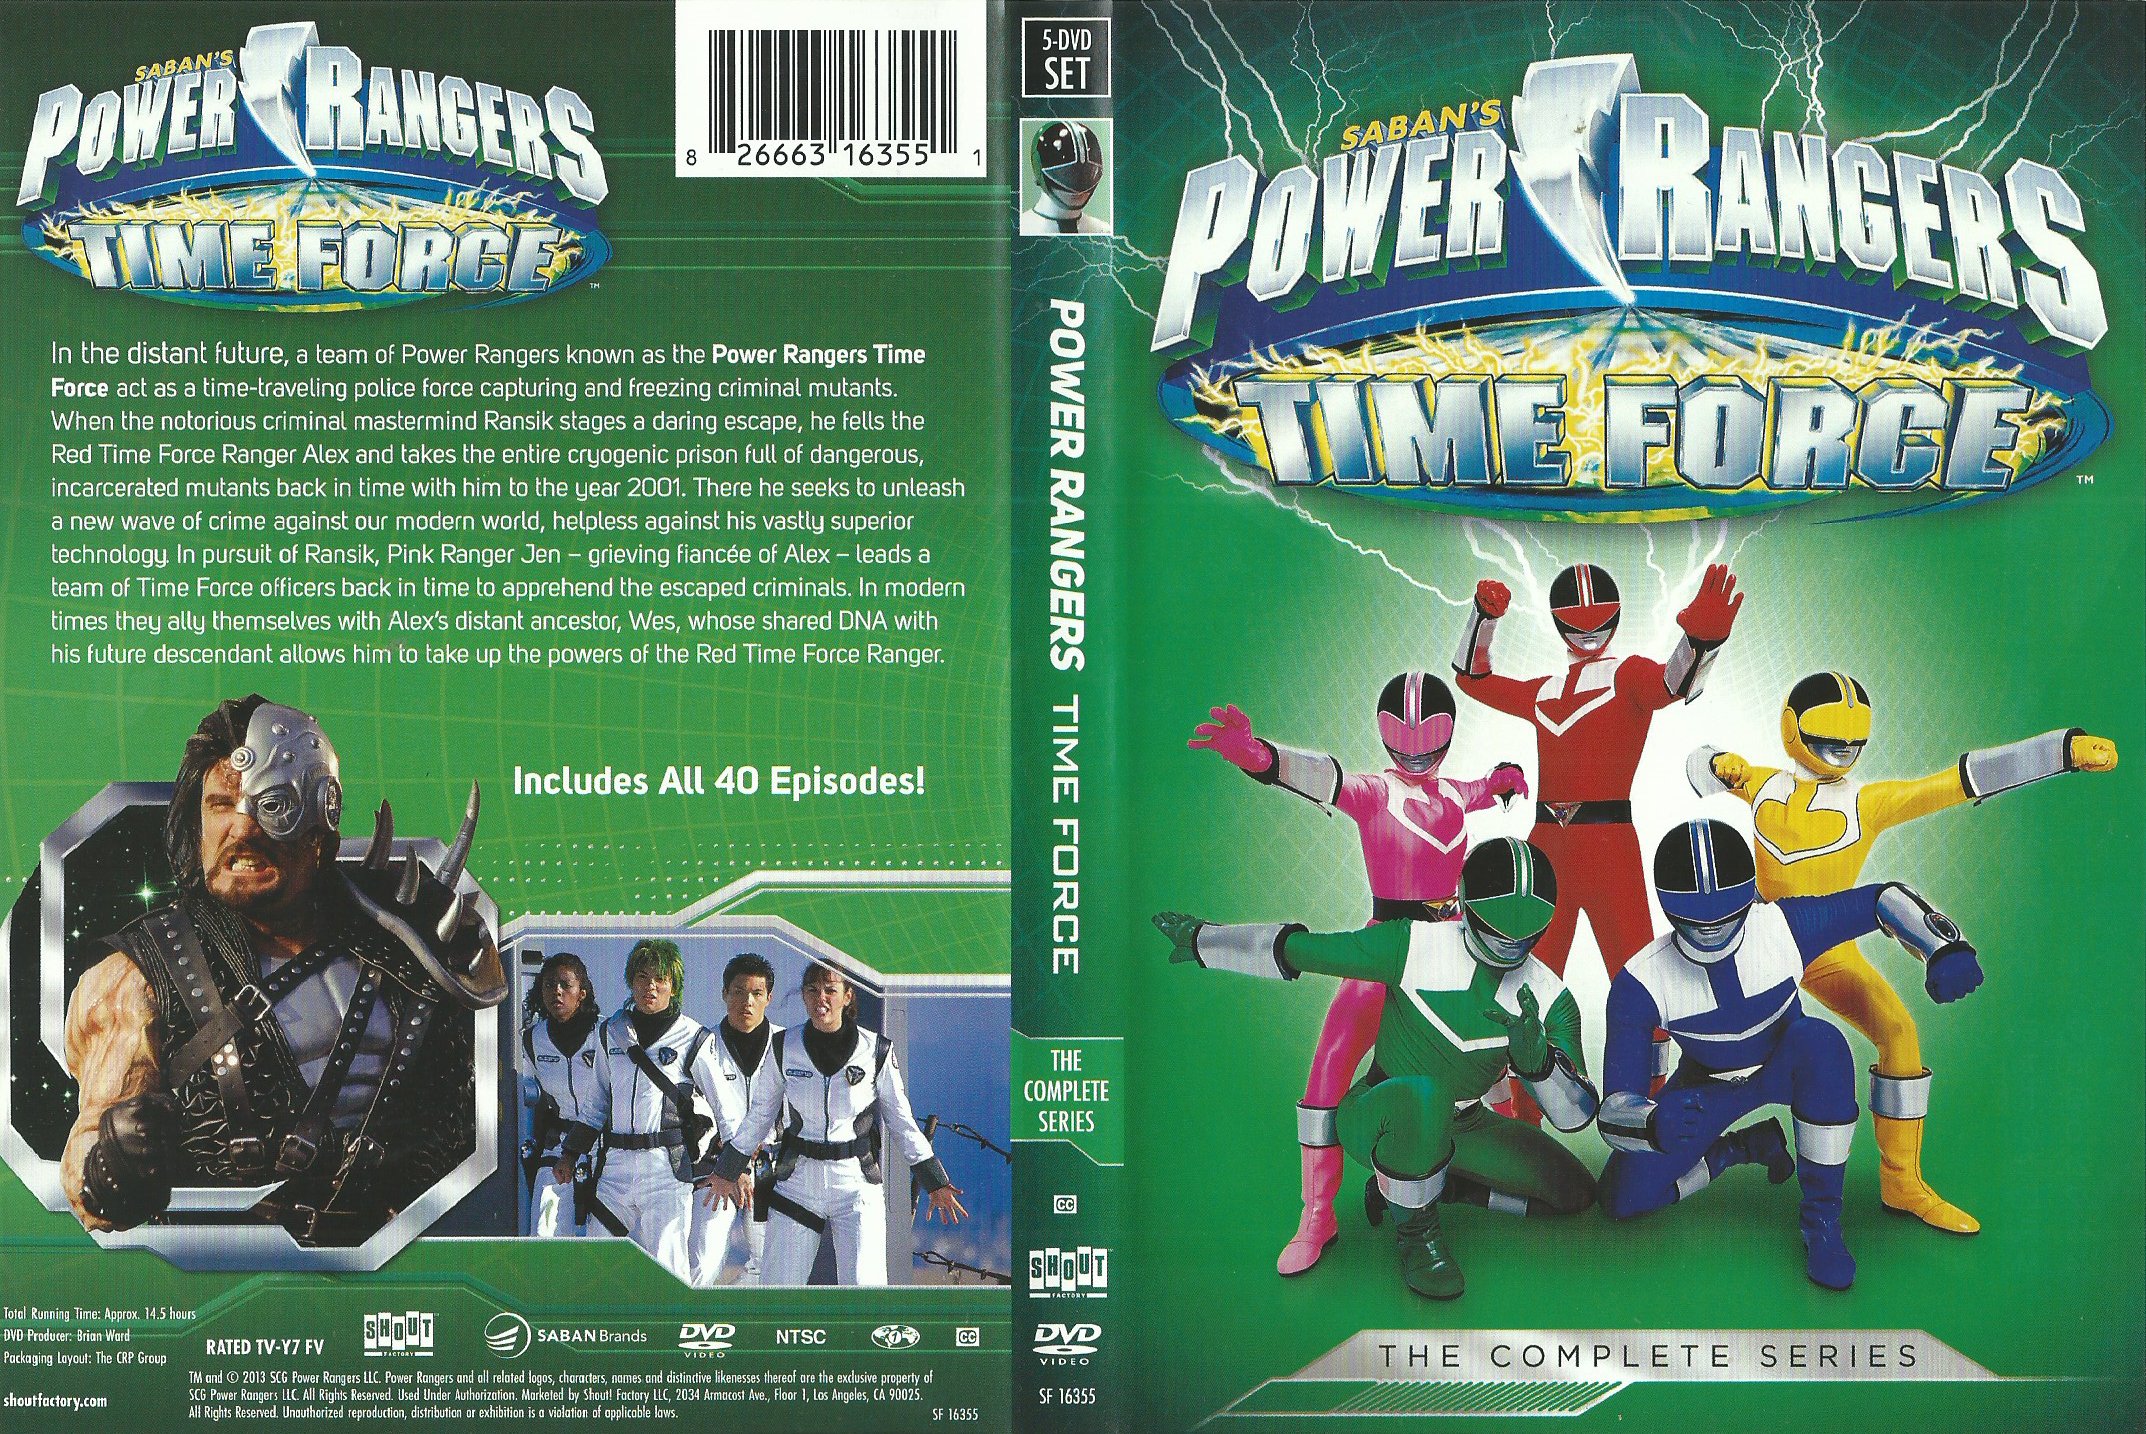 SABAN'S
POWER RANGERS
TIME FORCE
™
8 26663 16355 1
In the distant future, a team of Power Rangers known as the Power Rangers Time
Force act as a time-traveling police force capturing and freezing criminal mutants.
When the notorious criminal mastermind Ransik stages a daring escape, he fells the
Red Time Force Ranger Alex and takes the entire cryogenic prison full of dangerous,
incarcerated mutants back in time with him to the year 2001. There he seeks to unleash
a new wave of crime against our modern world, helpless against his vastly superior
technology. In pursuit of Ransik, Pink Ranger Jen – grieving fiancée of Alex – leads a
team of Time Force officers back in time to apprehend the escaped criminals. In modern
times they ally themselves with Alex's distant ancestor, Wes, whose shared DNA with
his future descendant allows him to take up the powers of the Red Time Force Ranger.
Includes All 40 Episodes!
Total Running Time: Approx. 14.5 hours
DVD Producer: Brian Ward
Packaging Layout: The CRP Group
shoutfactory.com
RATED TV-Y7 FV
SHOUT
FACTORY
SABAN Brands
DVD
VIDEO
NTSC
1
CC
TM and © 2013 SCG Power Rangers LLC. Power Rangers and all related logos, characters, names and distinctive likenesses thereof are the exclusive property of
SCG Power Rangers LLC. All Rights Reserved. Used Under Authorization. Marketed by Shout! Factory LLC, 2034 Armacost Ave., Floor 1, Los Angeles, CA 90025.
All Rights Reserved. Unauthorized reproduction, distribution or exhibition is a violation of applicable laws.
SF 16355
5-DVD
SET
POWER RANGERS TIME FORCE
THE
COMPLETE
SERIES
CC
SHOUT
FACTORY
DVD
VIDEO
SF 16355
SABAN'S
POWER RANGERS
TIME FORCE
™
THE COMPLETE SERIES